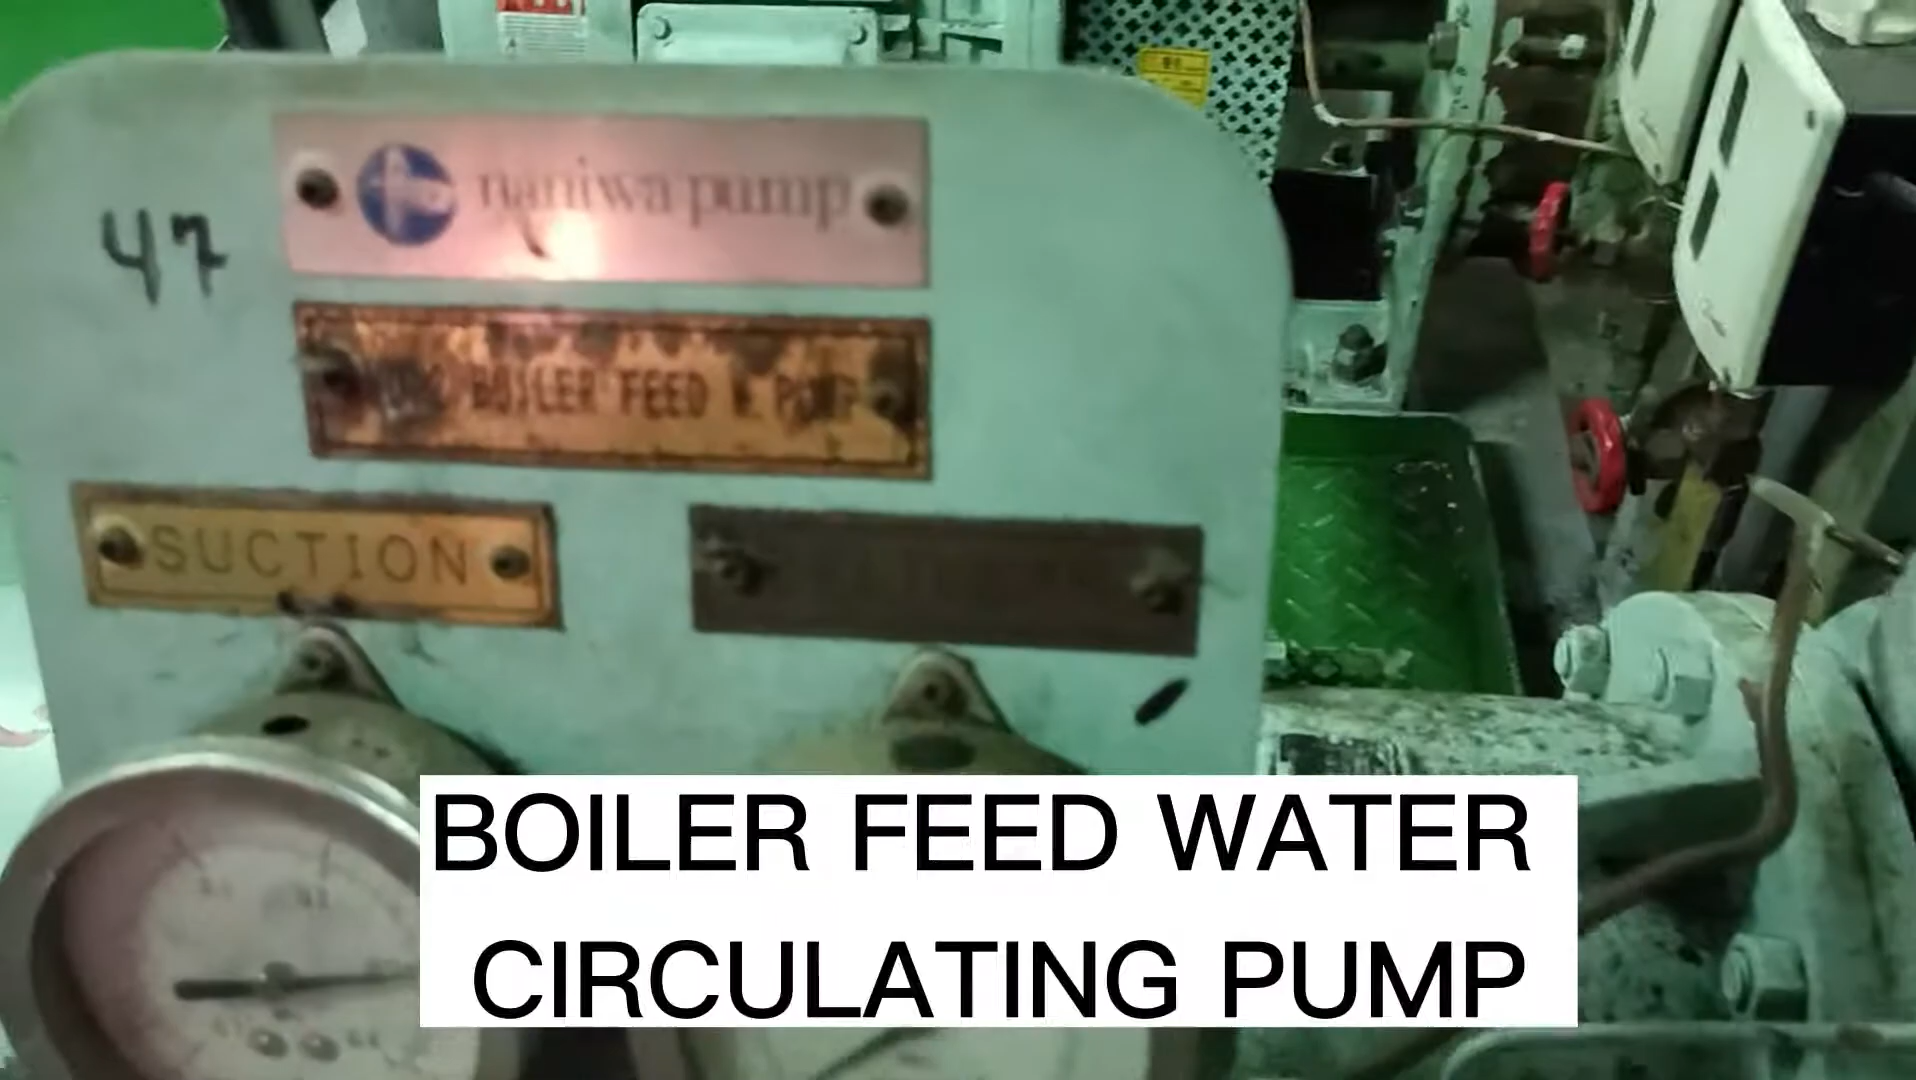 naniwa pump
47
BOILER FEED W. PUMP
SUCTION
BOILER FEED WATER
CIRCULATING PUMP